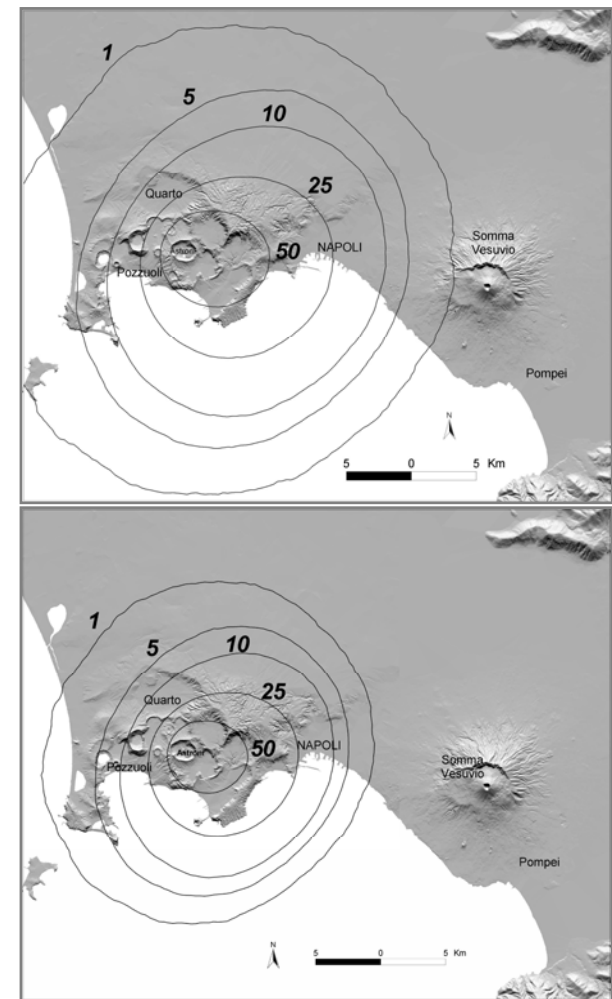 1
5
10
Quarto
25
Somma
Vesuvio
50
NAPOLI
Astroni
Pozzuoli
Pompei
N
5 0 5 Km
1
5
10
Quarto
25
Astroni
50
NAPOLI
Pozzuoli
Somma
Vesuvio
Pompei
N
5 0 5 Km